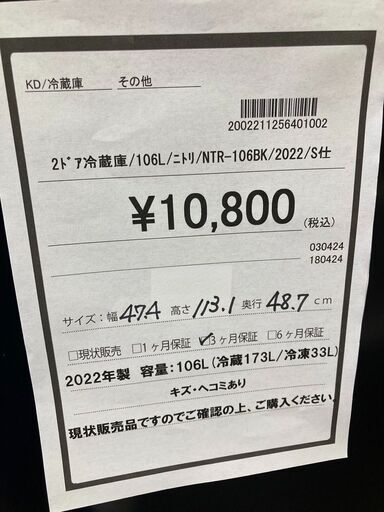 KD/冷蔵庫 その他
2002211256401002
2ﾄﾞｱ冷蔵庫/106L/ﾆﾄﾘ/NTR-106BK/2022/S仕
¥10,800(税込)
030424
180424
サイズ：幅 47.4 高さ 113.1 奥行 48.7 cm
□現状販売 □1ヶ月保証 ☑3ヶ月保証 □6ヶ月保証
2022年製 容量：106L（冷蔵173L/冷凍33L）
キズ・ヘコミあり
現状販売品ですのでご確認の上、ご購入ください。